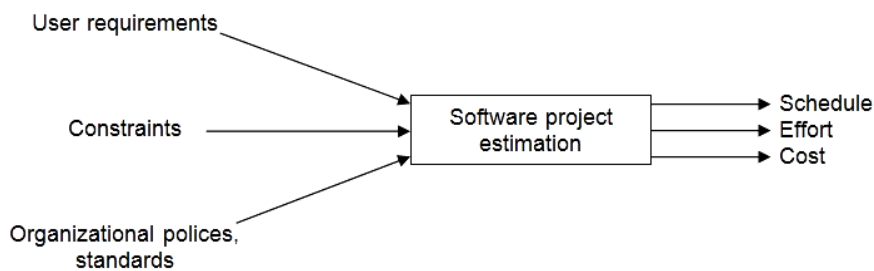 User requirements
Constraints
Organizational polices,
standards
Software project
estimation
Schedule
Effort
Cost